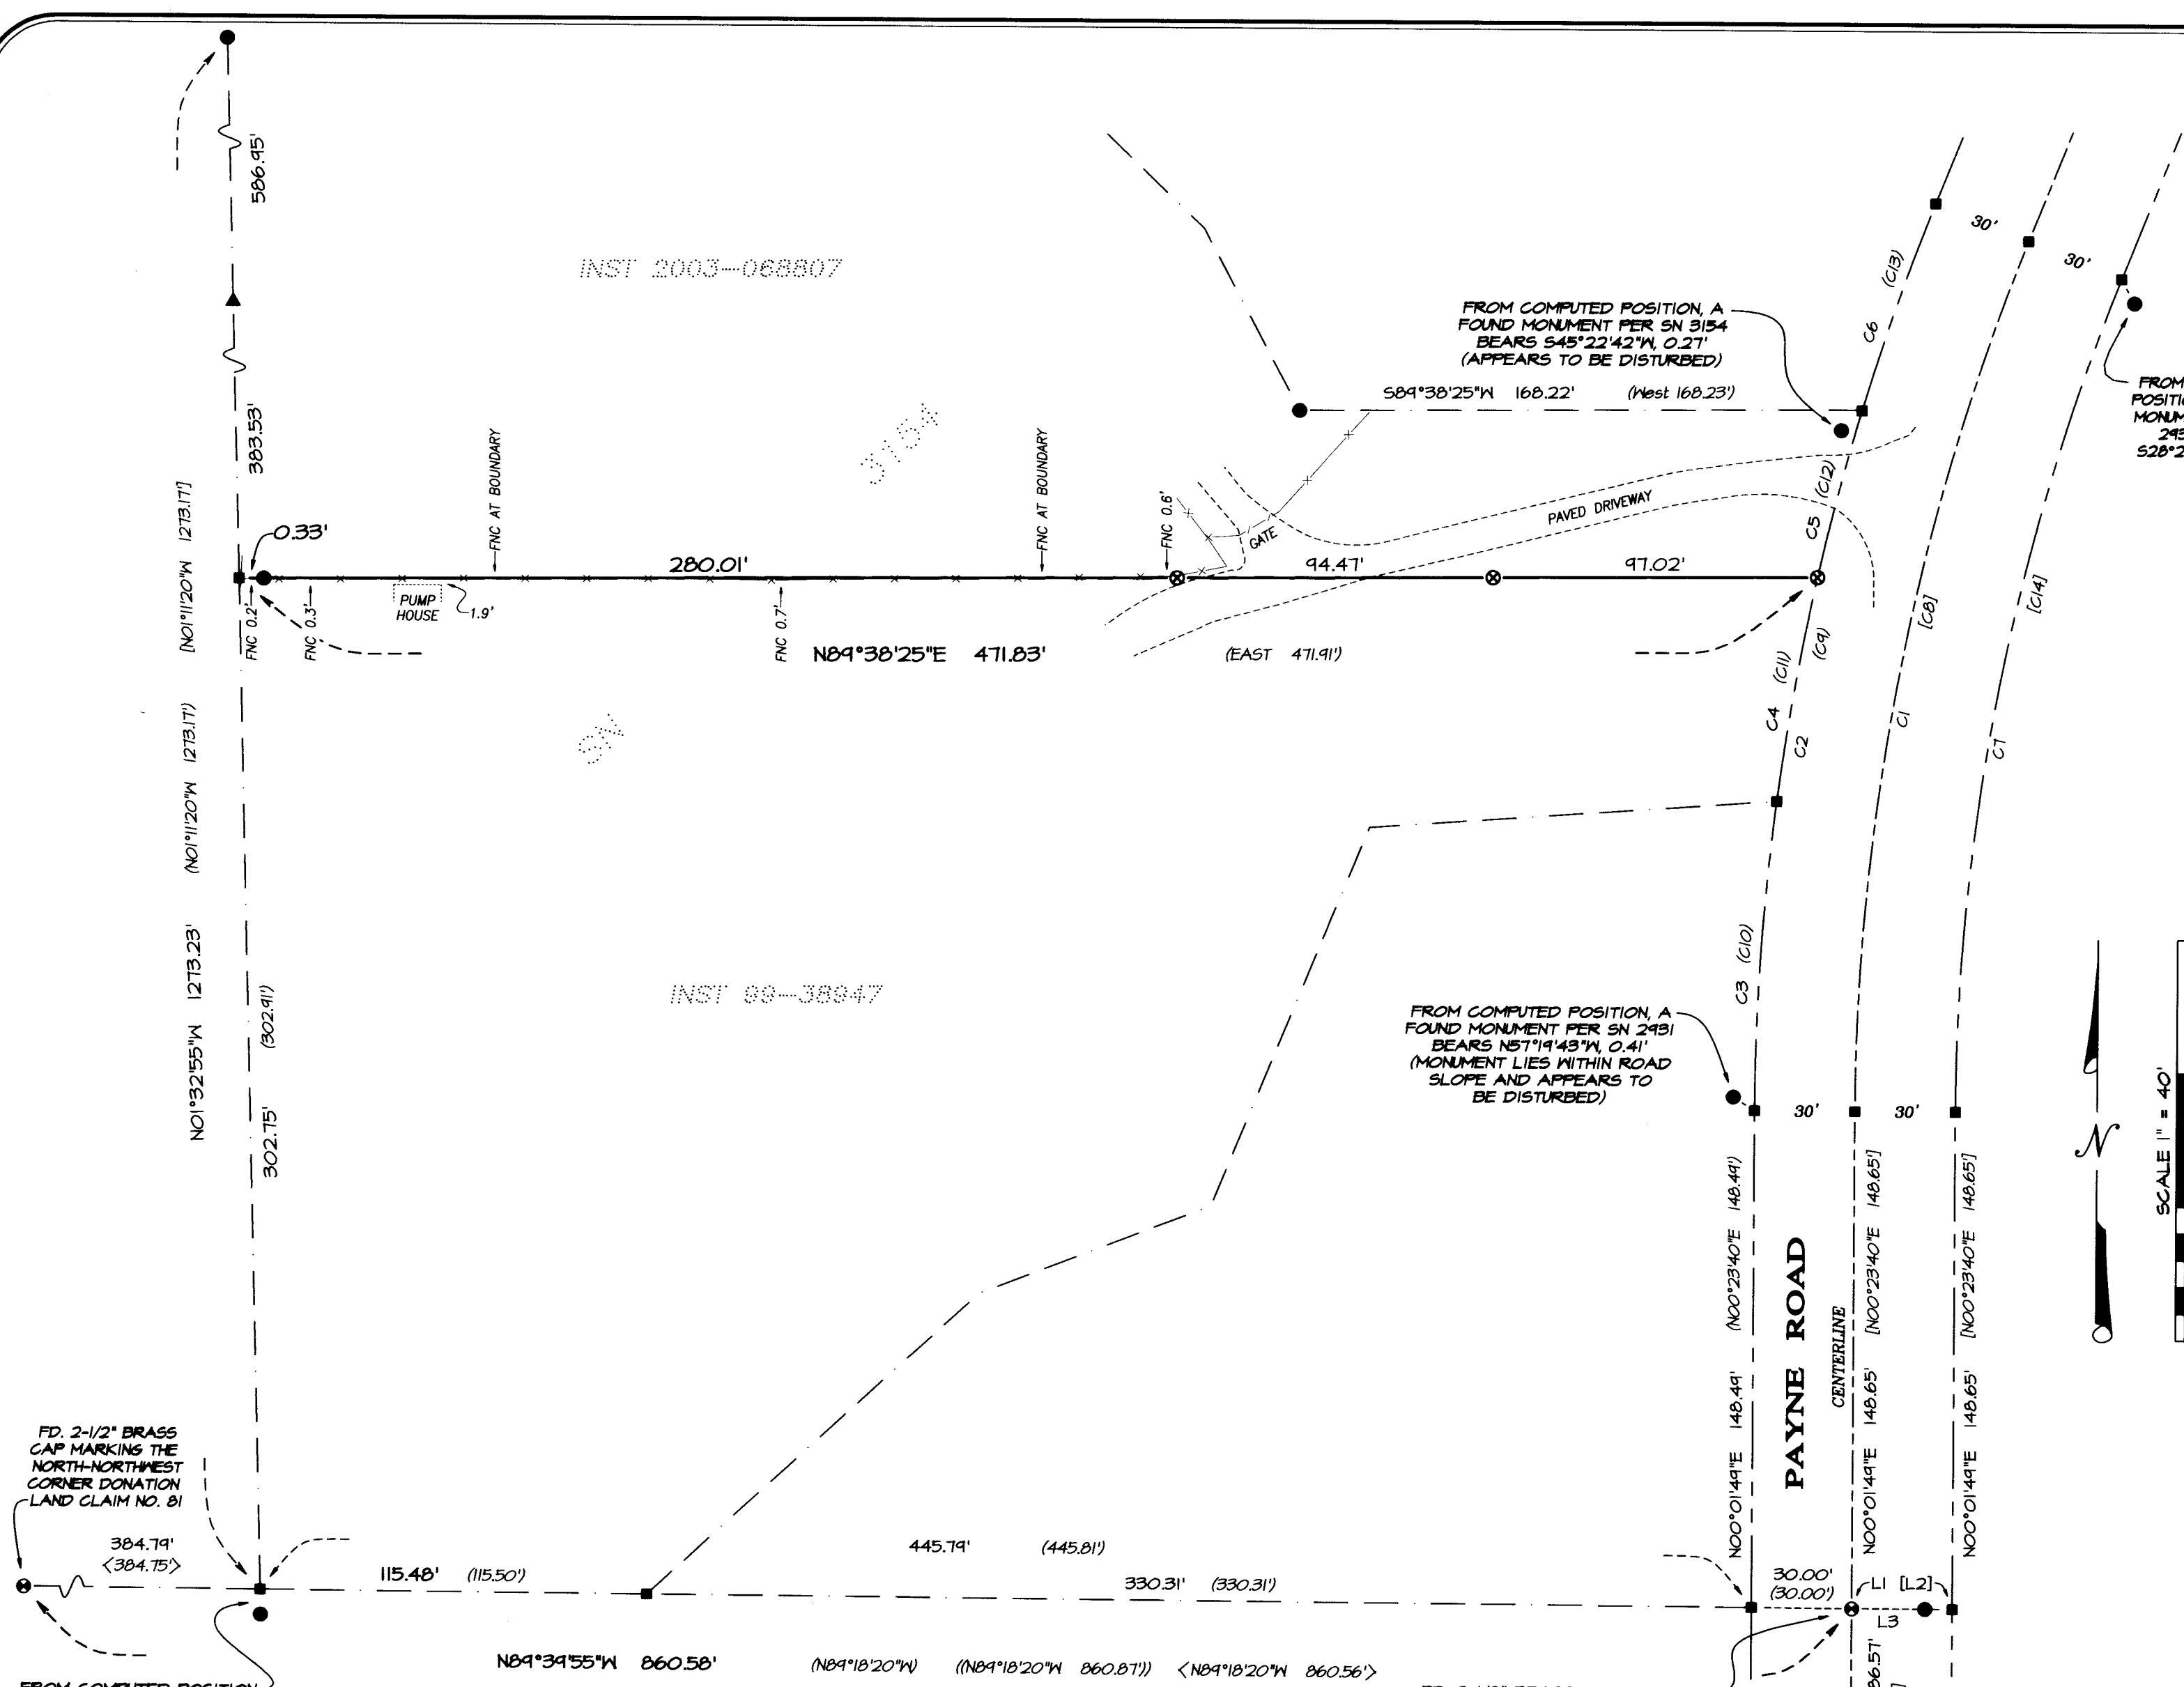 586.95'
INST 2003-068807
30'
30'
(C13)
C6
FROM COMPUTED POSITION, A
FOUND MONUMENT PER SN 3154
BEARS S45°22'42"W, 0.27'
(APPEARS TO BE DISTURBED)
S89°38'25"W 168.22' (West 168.23')
FROM
MONUM
S28°2
383.53'
3154
FNC AT BOUNDARY
FNC AT BOUNDARY
FNC 0.6'
GATE
PAVED DRIVEWAY
(C12)
C5
[N01°11'20"W 1273.17']
0.33'
280.01'
94.47'
97.02'
PUMP
HOUSE
1.9'
FNC 0.2'
FNC 0.3'
FNC 0.7'
N89°38'25"E 471.83'
(EAST 471.91')
(C11)
(C9)
[C8]
[C14]
C4
C2
C1
C7
SN
(N01°11'20"W 1273.17')
N01°32'55"W 1273.23'
(302.91')
302.75'
INST 99-38947
C3 (C10)
FROM COMPUTED POSITION, A
FOUND MONUMENT PER SN 2931
BEARS N57°19'43"W, 0.41'
(MONUMENT LIES WITHIN ROAD
SLOPE AND APPEARS TO
BE DISTURBED)
30'
30'
N
SCALE 1" = 40'
(N00°23'40"E 148.49')
[N00°23'40"E 148.65']
[N00°23'40"E 148.65']
PAYNE ROAD
CENTERLINE
N00°01'49"E 148.49'
N00°01'49"E 148.65'
N00°01'49"E 148.65'
FD. 2-1/2" BRASS
CAP MARKING THE
NORTH-NORTHWEST
CORNER DONATION
LAND CLAIM NO. 81
384.79'
<384.75'>
115.48' (115.50')
445.79' (445.81')
330.31' (330.31')
30.00'
(30.00')
L1 [L2]
L3
N89°39'55"W 860.58' (N89°18'20"W) ((N89°18'20"W 860.87')) <N89°18'20"W 860.56'>
FROM COMPUTED POSITION